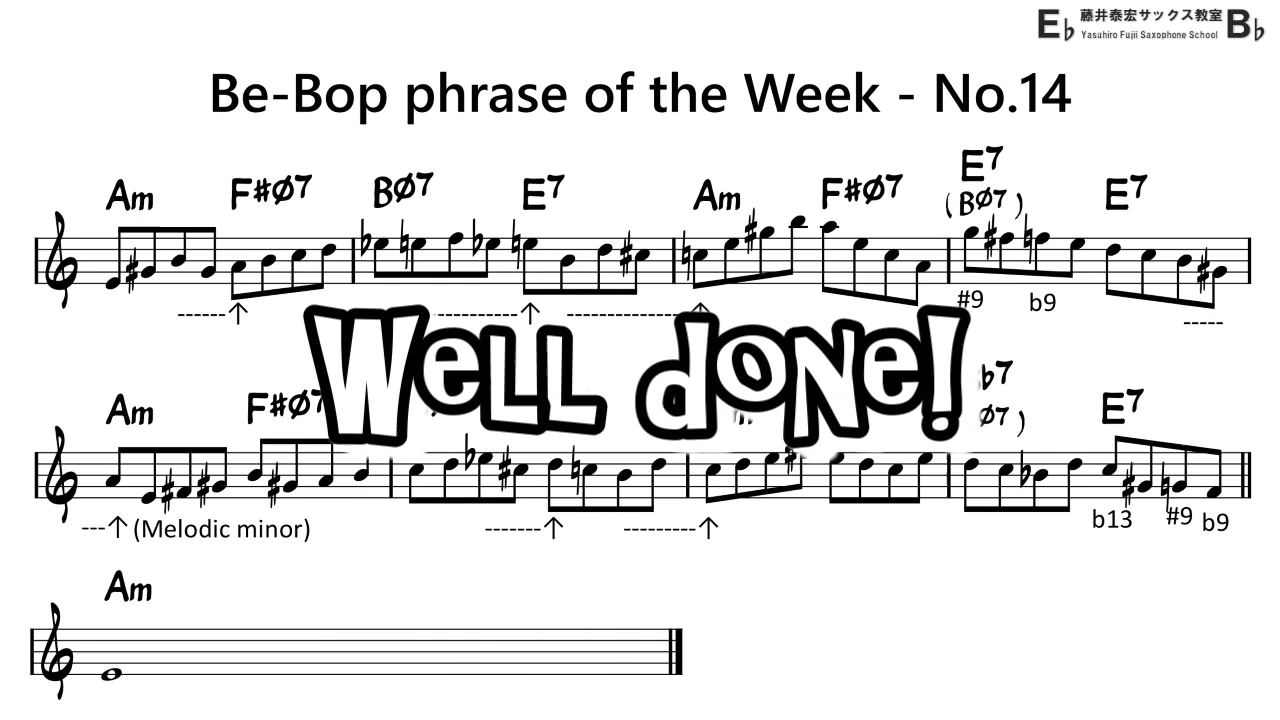 E♭ 藤井泰宏サックス教室 B♭
Yasuhiro Fujii Saxophone School
Be-Bop phrase of the Week - No.14
Am F#ø7 Bø7 E7 Am F#ø7 E7 (Bø7) E7
#9 b9
Well done!
Am F#ø7 b7 ø7) E7
(Melodic minor)
b13 #9 b9
Am